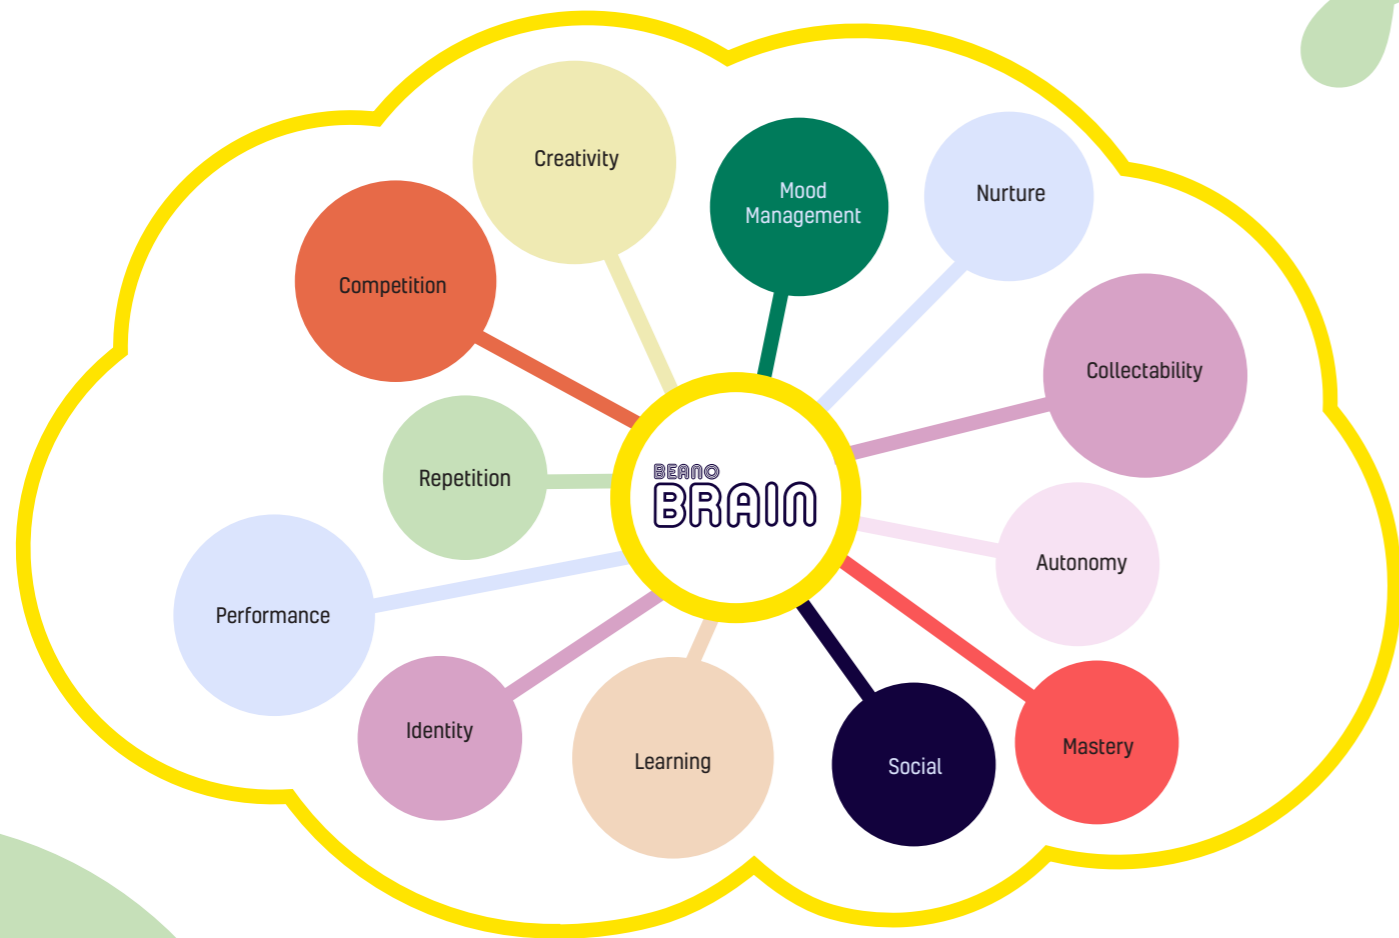 Creativity
Mood
Management
Nurture
Competition
Collectability
BEANO
BRAIN
Repetition
Autonomy
Performance
Identity
Learning
Social
Mastery